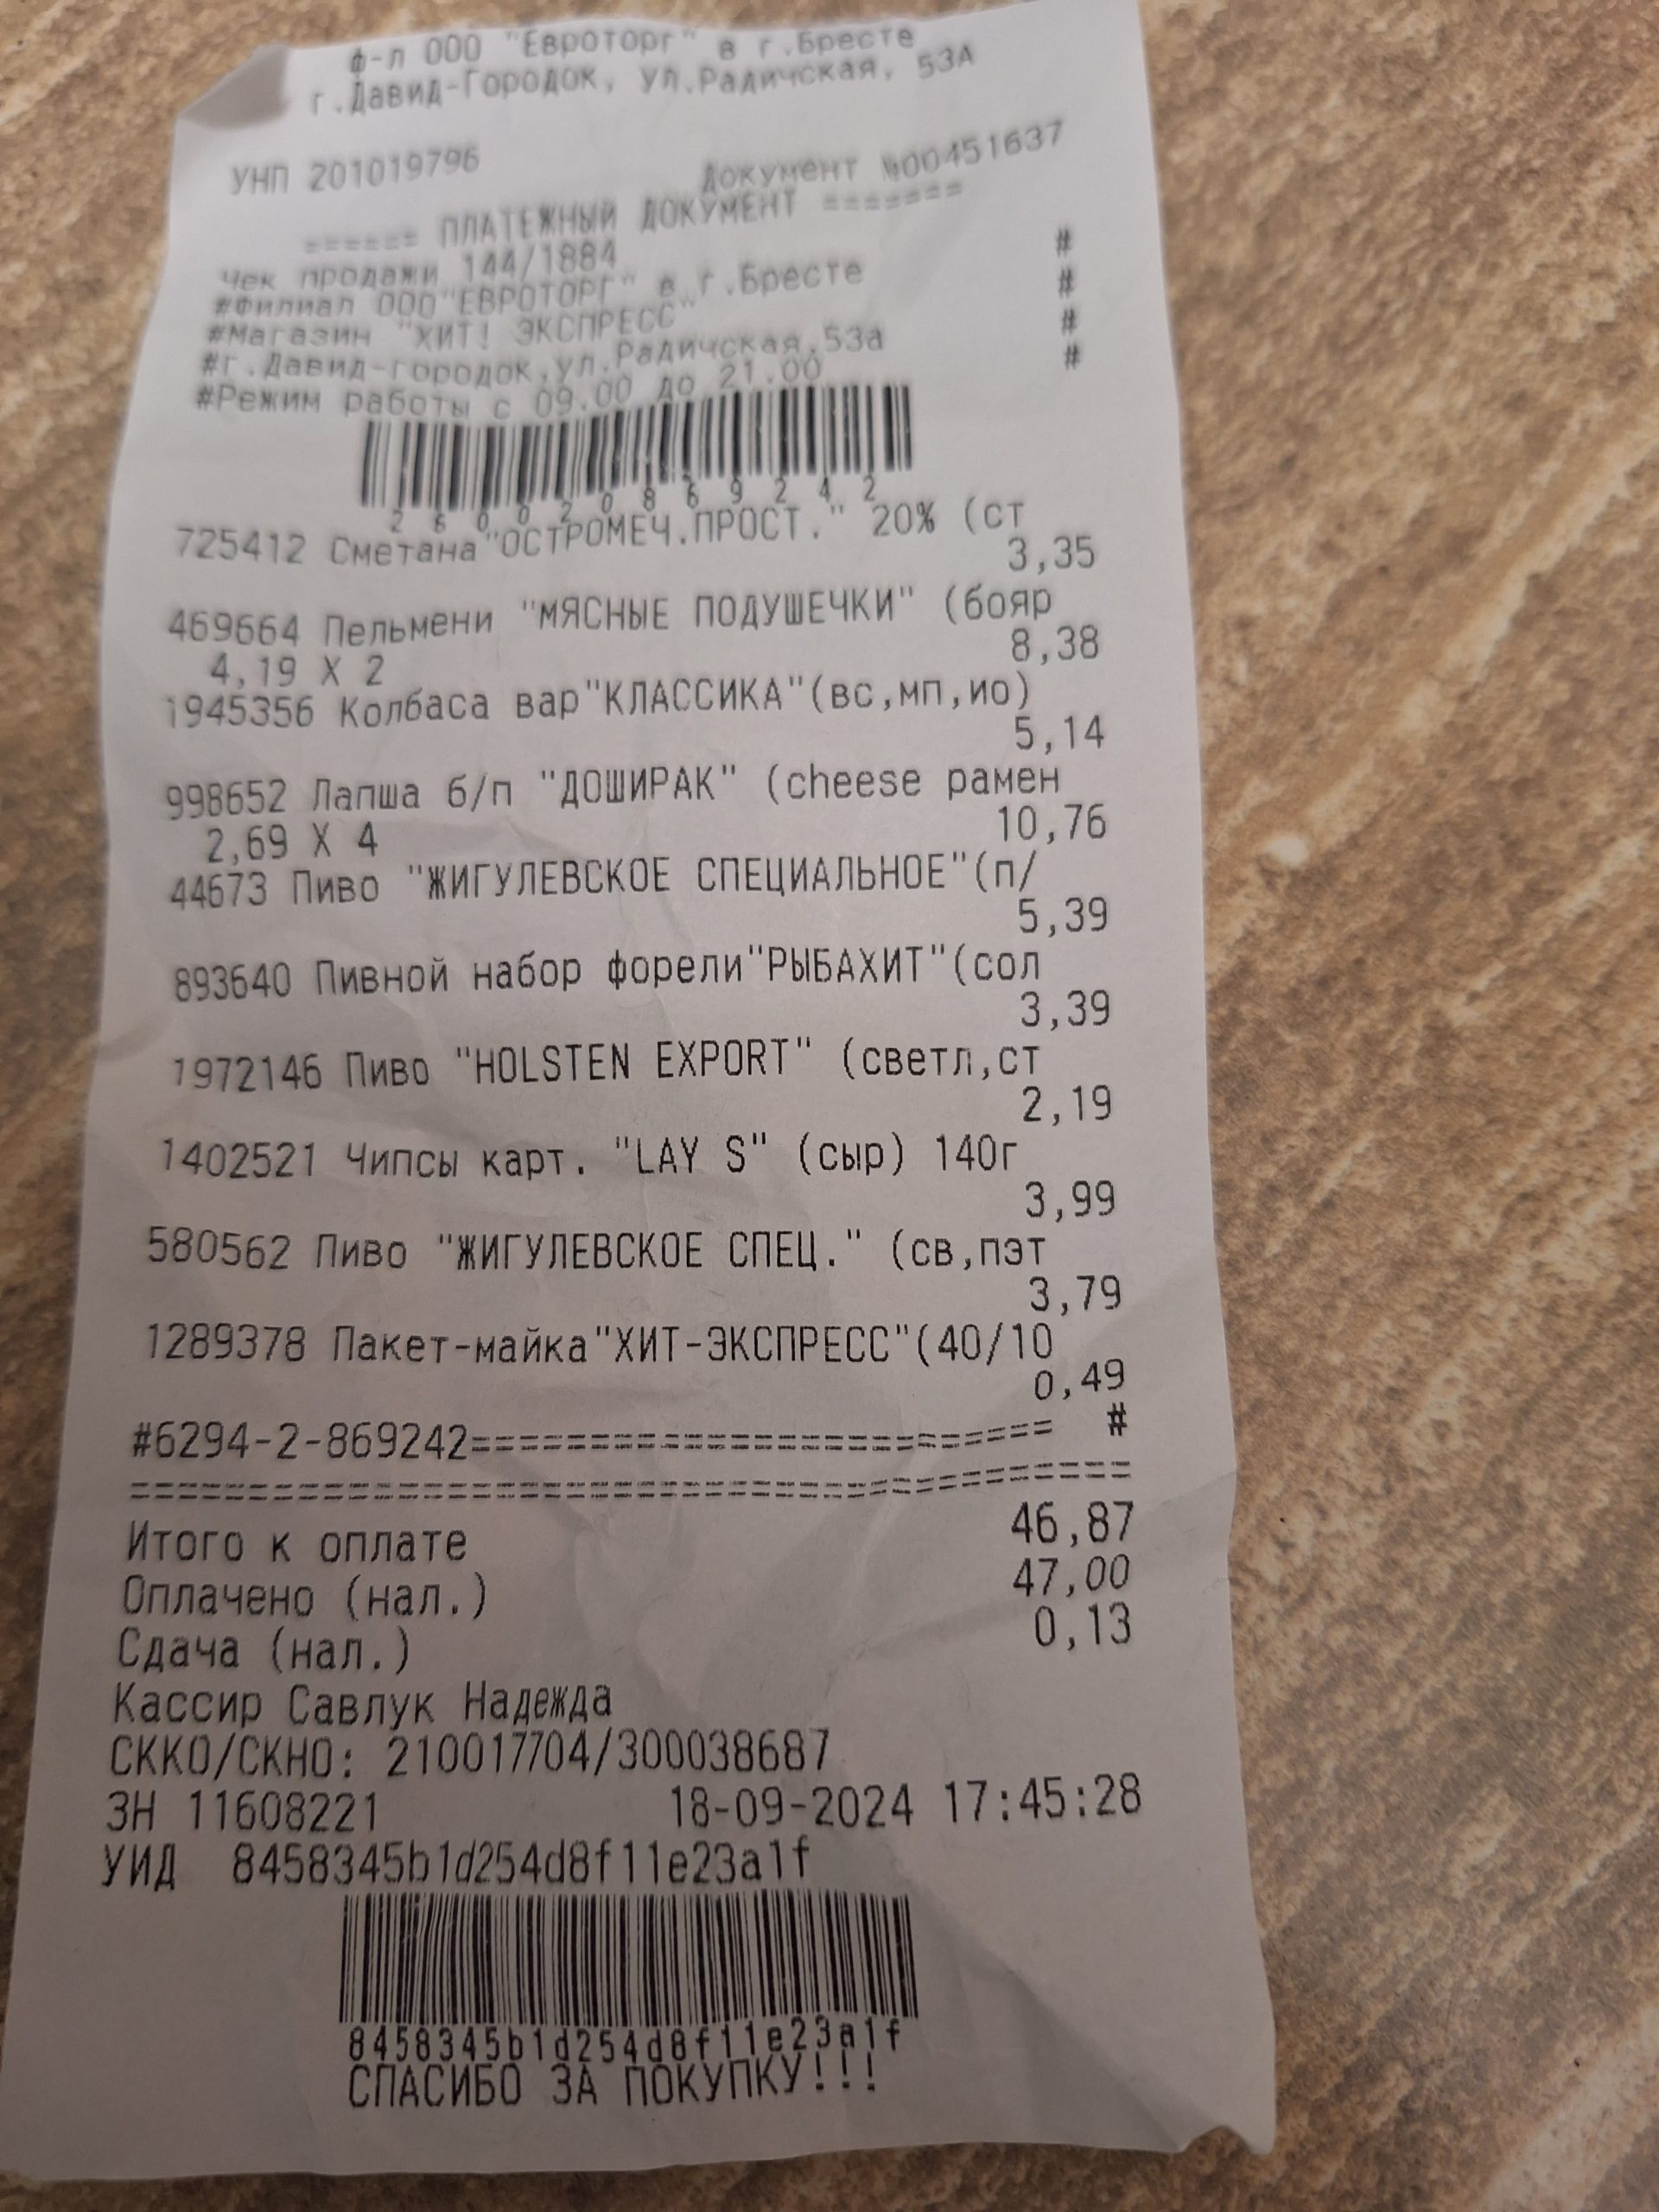 ф-л ООО "Евроторг" в г.Бресте
г.Давид-Городок, ул.Радичская, 53А
УНП 201019796 Документ №00451637
====== ПЛАТЕЖНЫЙ ДОКУМЕНТ =======
Чек продажи 144/1884
#Филиал ООО"ЕВРОТОРГ" в г.Бресте #
#Магазин "ХИТ! ЭКСПРЕСС" #
#г.Давид-городок,ул.Радичская,53а #
#Режим работы с 09.00 до 21.00 #
260020869242
725412 Сметана"ОСТРОМЕЧ.ПРОСТ." 20% (ст
3,35
469664 Пельмени "МЯСНЫЕ ПОДУШЕЧКИ" (бояр
4,19 X 2 8,38
1945356 Колбаса вар"КЛАССИКА"(вс,мп,ио)
5,14
998652 Лапша б/п "ДОШИРАК" (cheese рамен
2,69 X 4 10,76
44673 Пиво "ЖИГУЛЕВСКОЕ СПЕЦИАЛЬНОЕ"(п/
5,39
893640 Пивной набор форели"РЫБАХИТ"(сол
3,39
1972146 Пиво "HOLSTEN EXPORT" (светл,ст
2,19
1402521 Чипсы карт. "LAY S" (сыр) 140г
3,99
580562 Пиво "ЖИГУЛЕВСКОЕ СПЕЦ." (св,пэт
3,79
1289378 Пакет-майка"ХИТ-ЭКСПРЕСС"(40/10
0,49
#6294-2-869242========================= #
==========================================
Итого к оплате 46,87
Оплачено (нал.) 47,00
Сдача (нал.) 0,13
Кассир Савлук Надежда
СККО/СКНО: 210017704/300038687
ЗН 11608221 18-09-2024 17:45:28
УИД 8458345b1d254d8f11e23a1f
8458345b1d254d8f11e23a1f
СПАСИБО ЗА ПОКУПКУ!!!